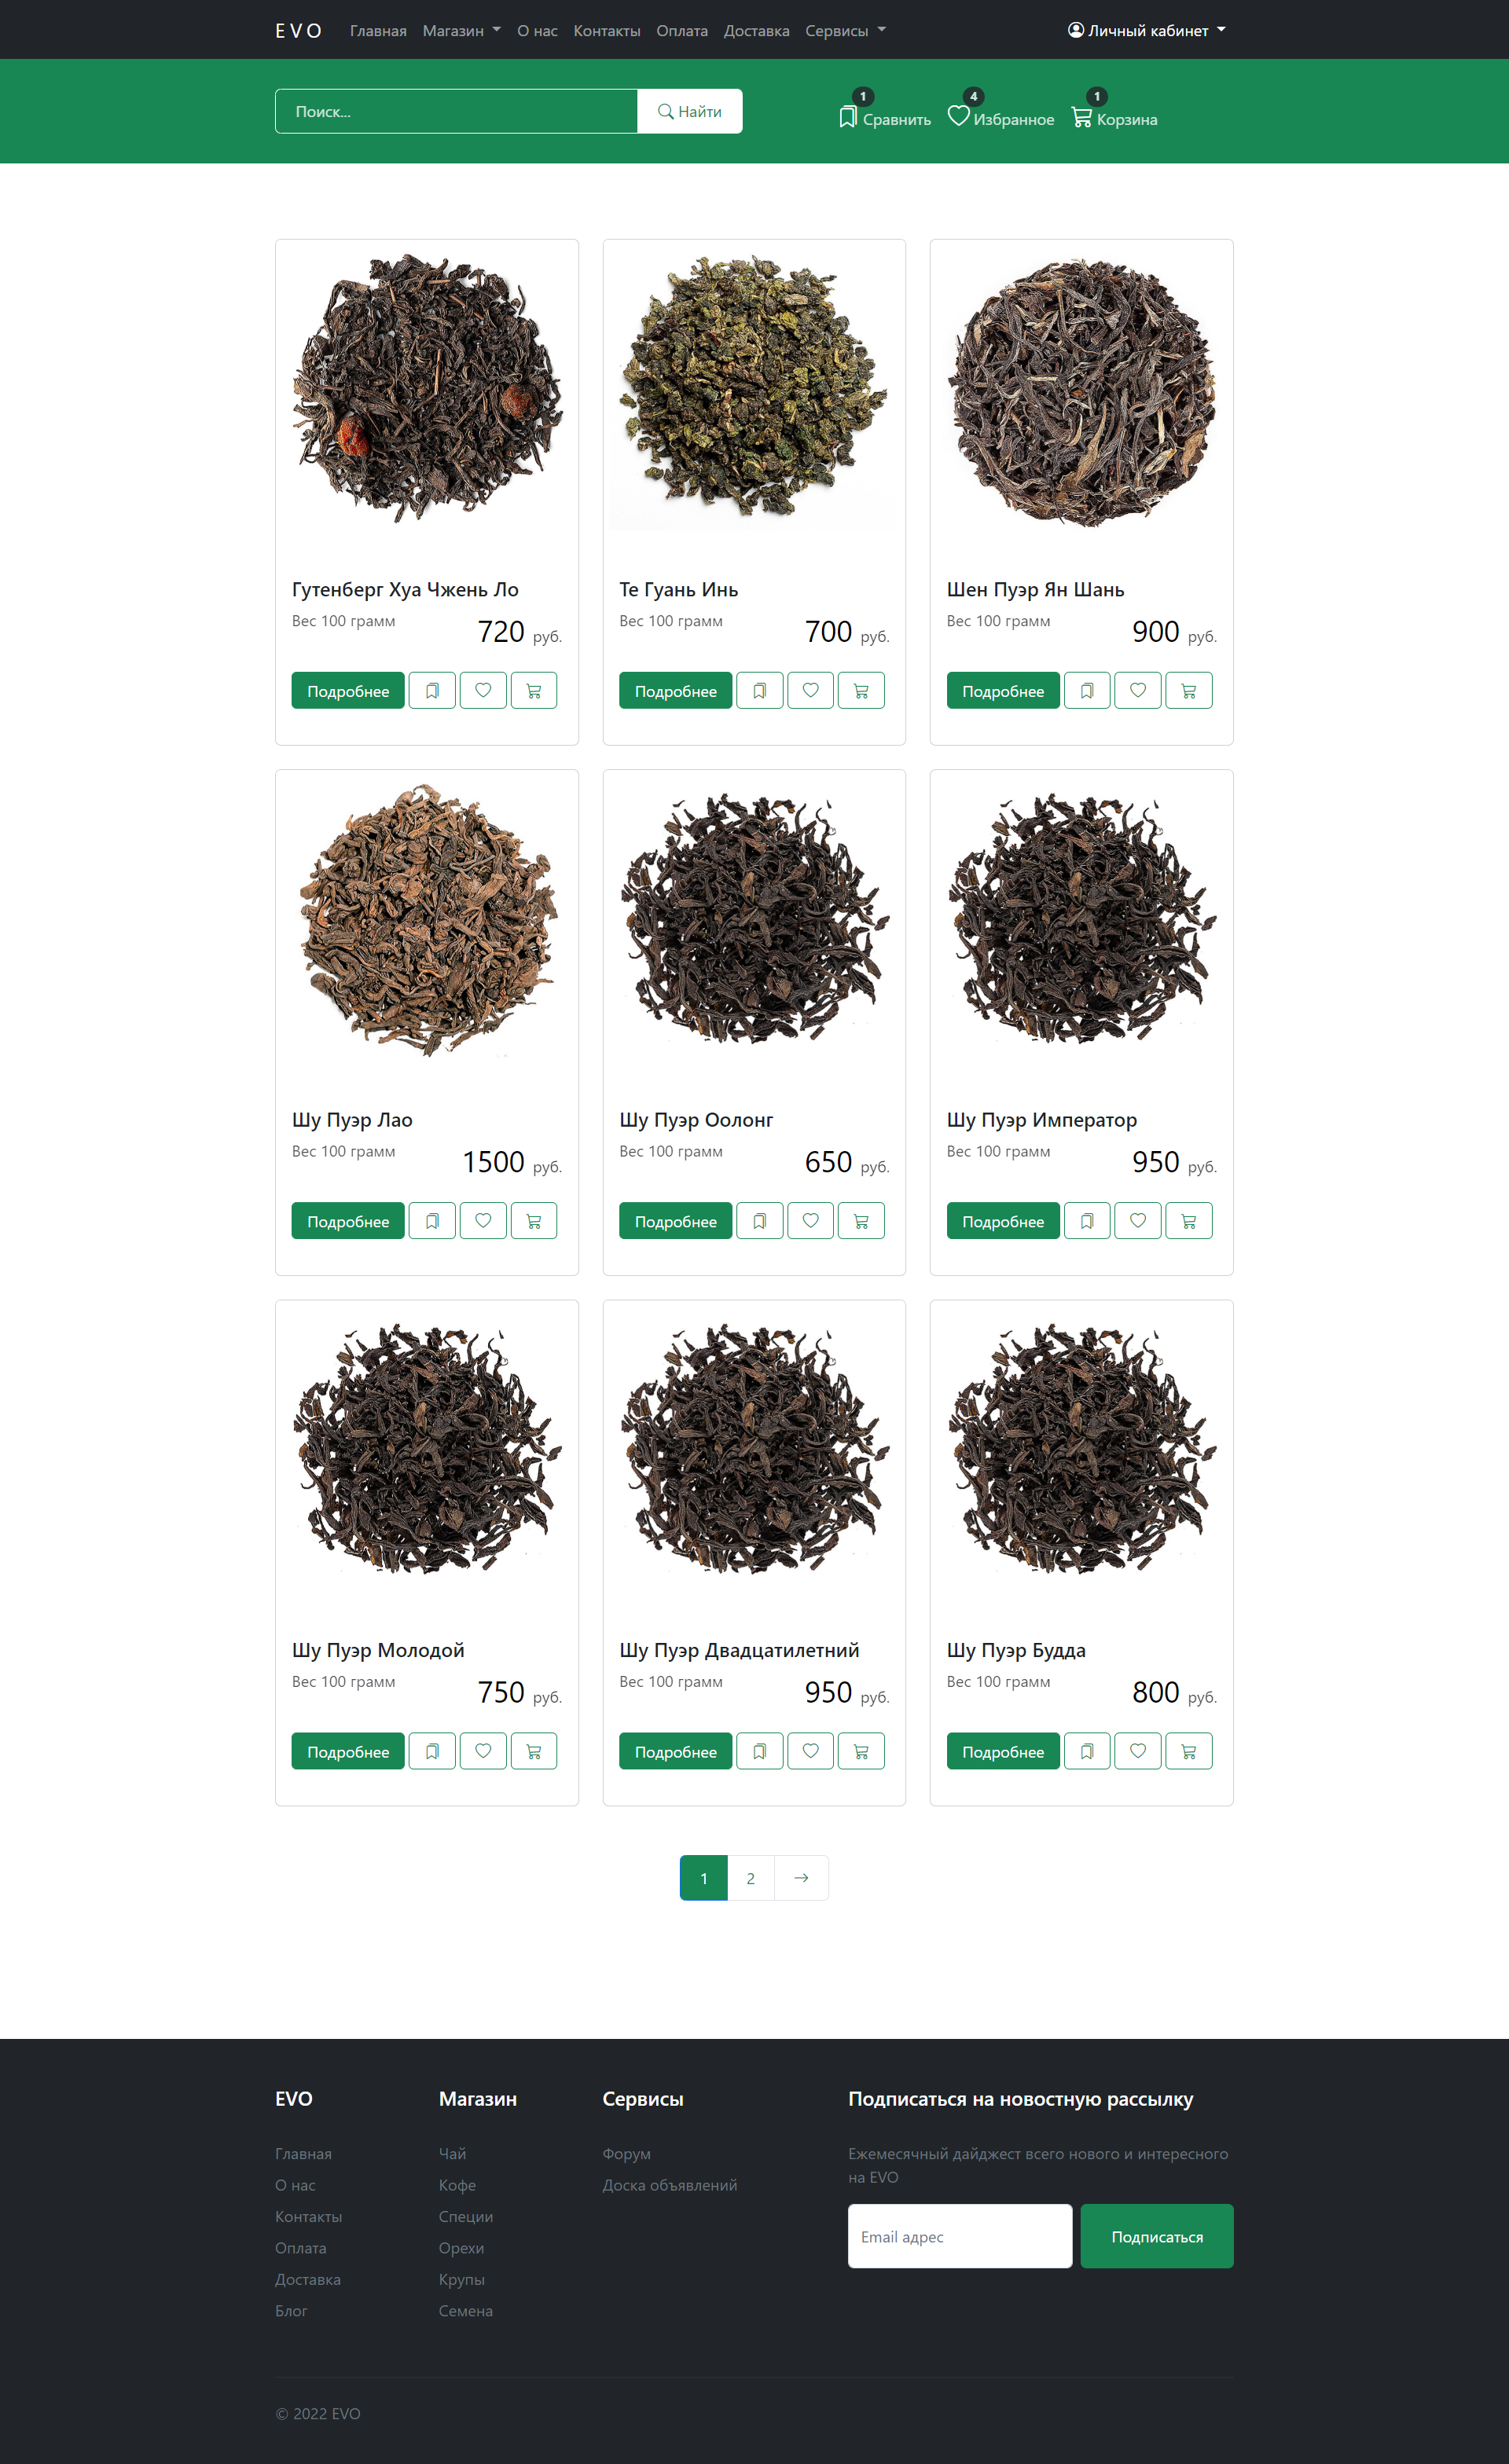 EVO Главная Магазин О нас Контакты Оплата Доставка Сервисы Личный кабинет
1 4 1
Поиск... Найти Сравнить Избранное Корзина
Гутенберг Хуа Чжень Ло
Вес 100 грамм
720 руб.
Подробнее
Те Гуань Инь
Вес 100 грамм
700 руб.
Подробнее
Шен Пуэр Ян Шань
Вес 100 грамм
900 руб.
Подробнее
Шу Пуэр Лао
Вес 100 грамм
1500 руб.
Подробнее
Шу Пуэр Оолонг
Вес 100 грамм
650 руб.
Подробнее
Шу Пуэр Император
Вес 100 грамм
950 руб.
Подробнее
Шу Пуэр Молодой
Вес 100 грамм
750 руб.
Подробнее
Шу Пуэр Двадцатилетний
Вес 100 грамм
950 руб.
Подробнее
Шу Пуэр Будда
Вес 100 грамм
800 руб.
Подробнее
1 2 →
EVO
Главная
О нас
Контакты
Оплата
Доставка
Блог
Магазин
Чай
Кофе
Специи
Орехи
Крупы
Семена
Сервисы
Форум
Доска объявлений
Подписаться на новостную рассылку
Ежемесячный дайджест всего нового и интересного
на EVO
Email адрес Подписаться
© 2022 EVO